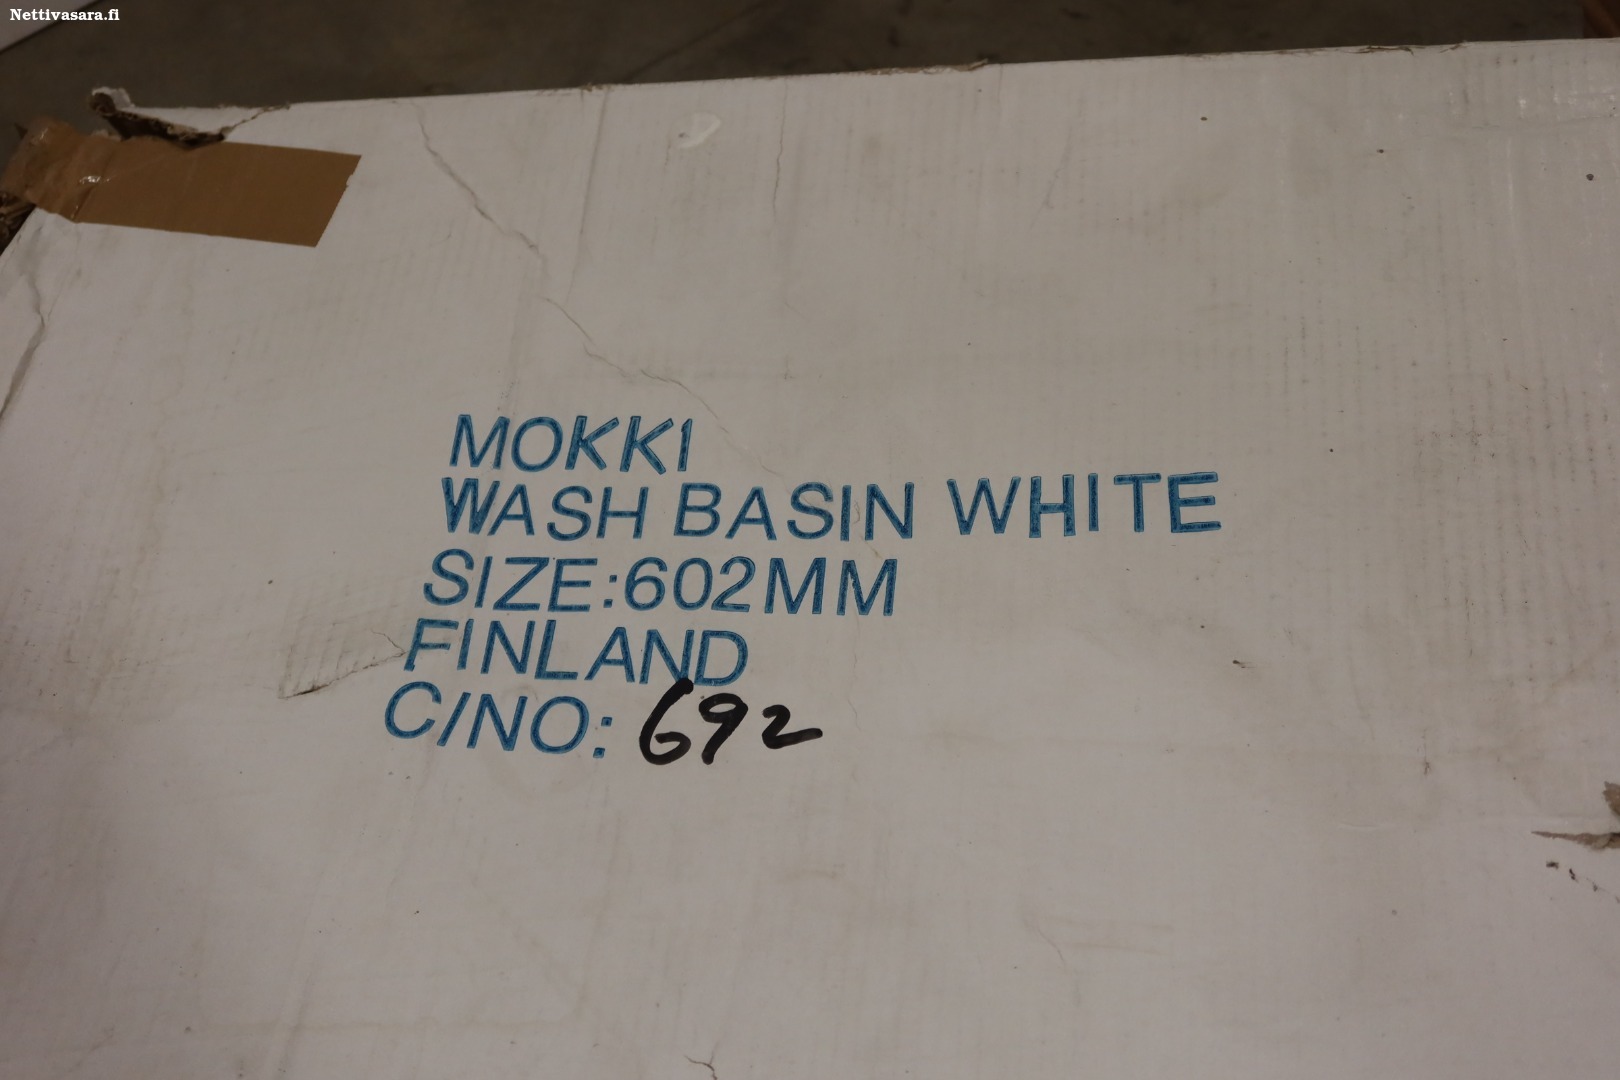 Nettivasara.fi
MOKKI
WASH BASIN WHITE
SIZE:602MM
FINLAND
C/NO: 692